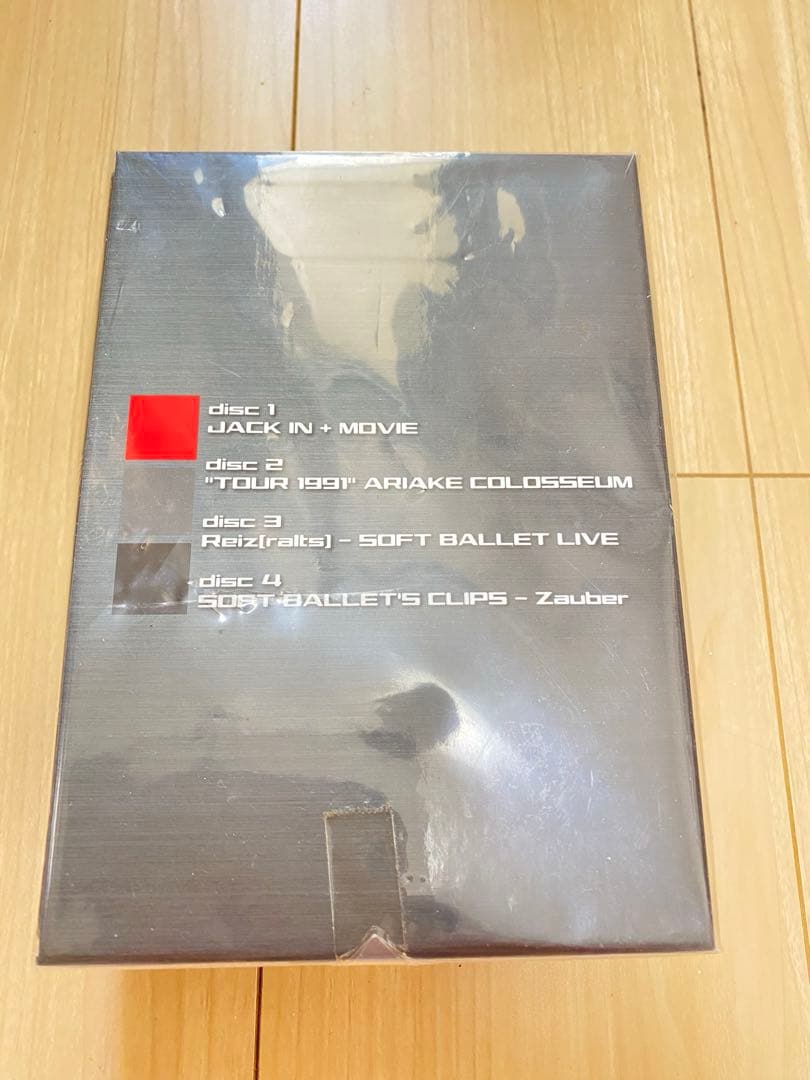 disc 1
JACK IN + MOVIE
disc 2
"TOUR 1991" ARIAKE COLOSSEUM
disc 3
Reiz[raits] – SOFT BALLET LIVE
disc 4
SOFT BALLET'S CLIPS – Zauber